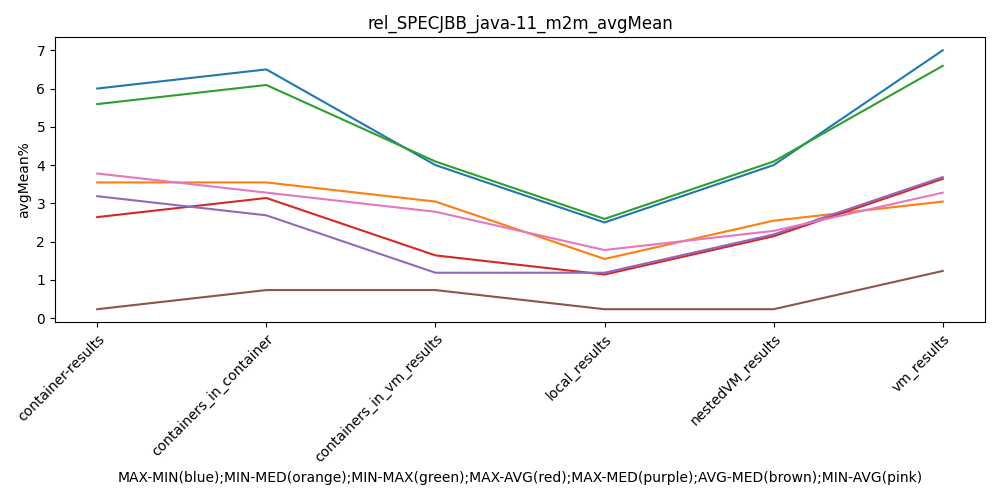 rel_SPECJBB_java-11_m2m_avgMean
avgMean%
7
6
5
4
3
2
1
0
container-results
containers_in_container
containers_in_vm_results
local_results
nestedVM_results
vm_results
MAX-MIN(blue);MIN-MED(orange);MIN-MAX(green);MAX-AVG(red);MAX-MED(purple);AVG-MED(brown);MIN-AVG(pink)